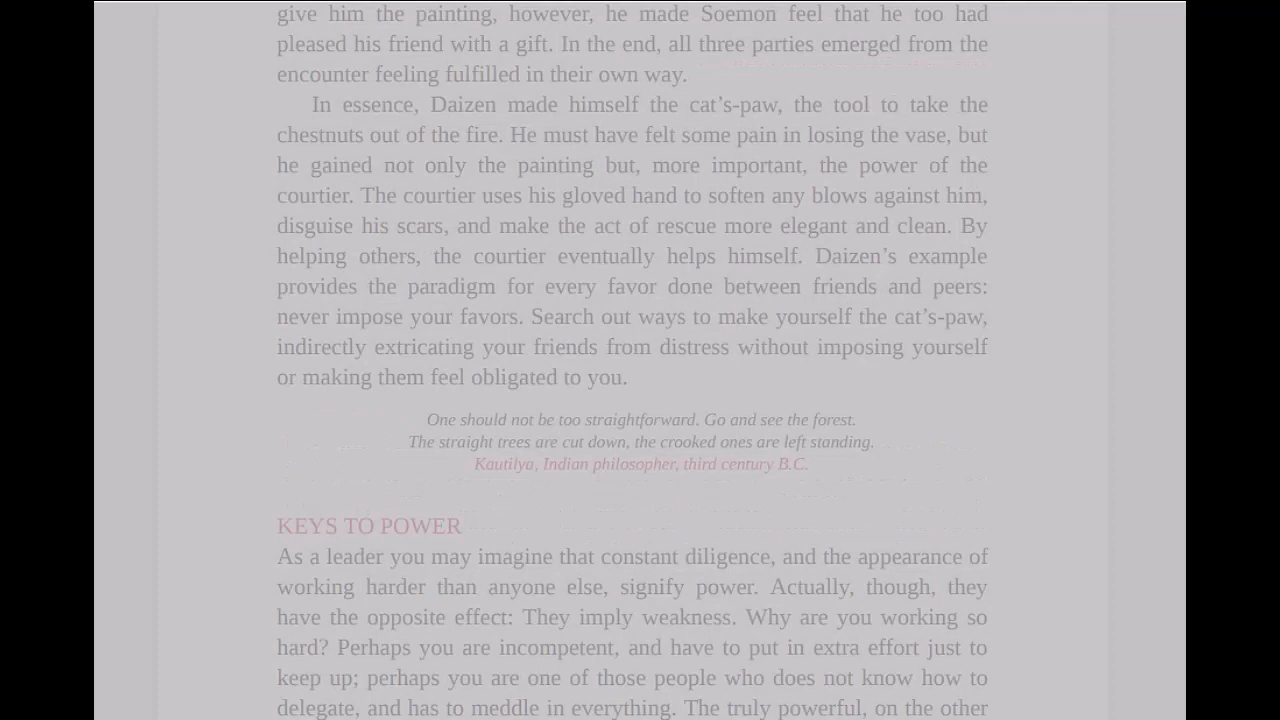 give him the painting, however, he made Soemon feel that he too had
pleased his friend with a gift. In the end, all three parties emerged from the
encounter feeling fulfilled in their own way.
In essence, Daizen made himself the cat’s-paw, the tool to take the
chestnuts out of the fire. He must have felt some pain in losing the vase, but
he gained not only the painting but, more important, the power of the
courtier. The courtier uses his gloved hand to soften any blows against him,
disguise his scars, and make the act of rescue more elegant and clean. By
helping others, the courtier eventually helps himself. Daizen’s example
provides the paradigm for every favor done between friends and peers:
never impose your favors. Search out ways to make yourself the cat’s-paw,
indirectly extricating your friends from distress without imposing yourself
or making them feel obligated to you.
One should not be too straightforward. Go and see the forest.
The straight trees are cut down, the crooked ones are left standing.
Kautilya, Indian philosopher, third century B.C.
KEYS TO POWER
As a leader you may imagine that constant diligence, and the appearance of
working harder than anyone else, signify power. Actually, though, they
have the opposite effect: They imply weakness. Why are you working so
hard? Perhaps you are incompetent, and have to put in extra effort just to
keep up; perhaps you are one of those people who does not know how to
delegate, and has to meddle in everything. The truly powerful, on the other